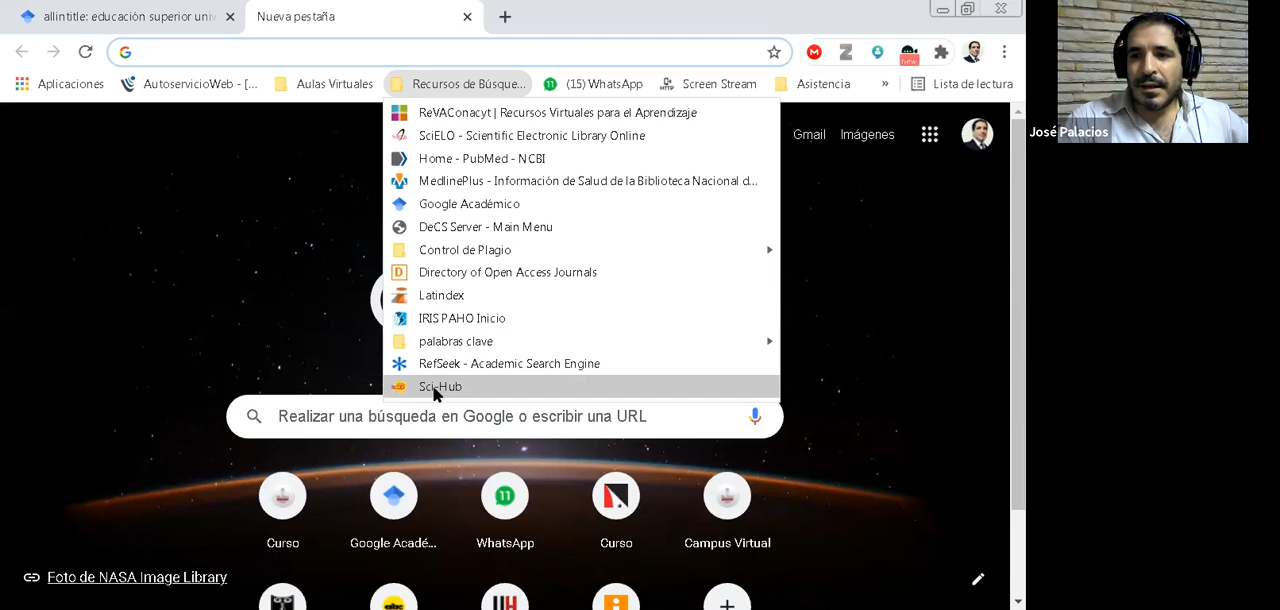 allintitle: educación superior univ
Nueva pestaña
Aplicaciones
AutoservicioWeb - [...
Aulas Virtuales
Recursos de Búsque...
(15) WhatsApp
Screen Stream
Asistencia
»
Lista de lectura
ReVAConacyt | Recursos Virtuales para el Aprendizaje
SciELO - Scientific Electronic Library Online
Home - PubMed - NCBI
MedlinePlus - Información de Salud de la Biblioteca Nacional d...
Google Académico
DeCS Server - Main Menu
Control de Plagio
Directory of Open Access Journals
Latindex
IRIS PAHO Inicio
palabras clave
RefSeek - Academic Search Engine
Sci-Hub
Gmail
Imágenes
José Palacios
Realizar una búsqueda en Google o escribir una URL
Curso
Google Acadé...
WhatsApp
Curso
Campus Virtual
Foto de NASA Image Library
new
11
11